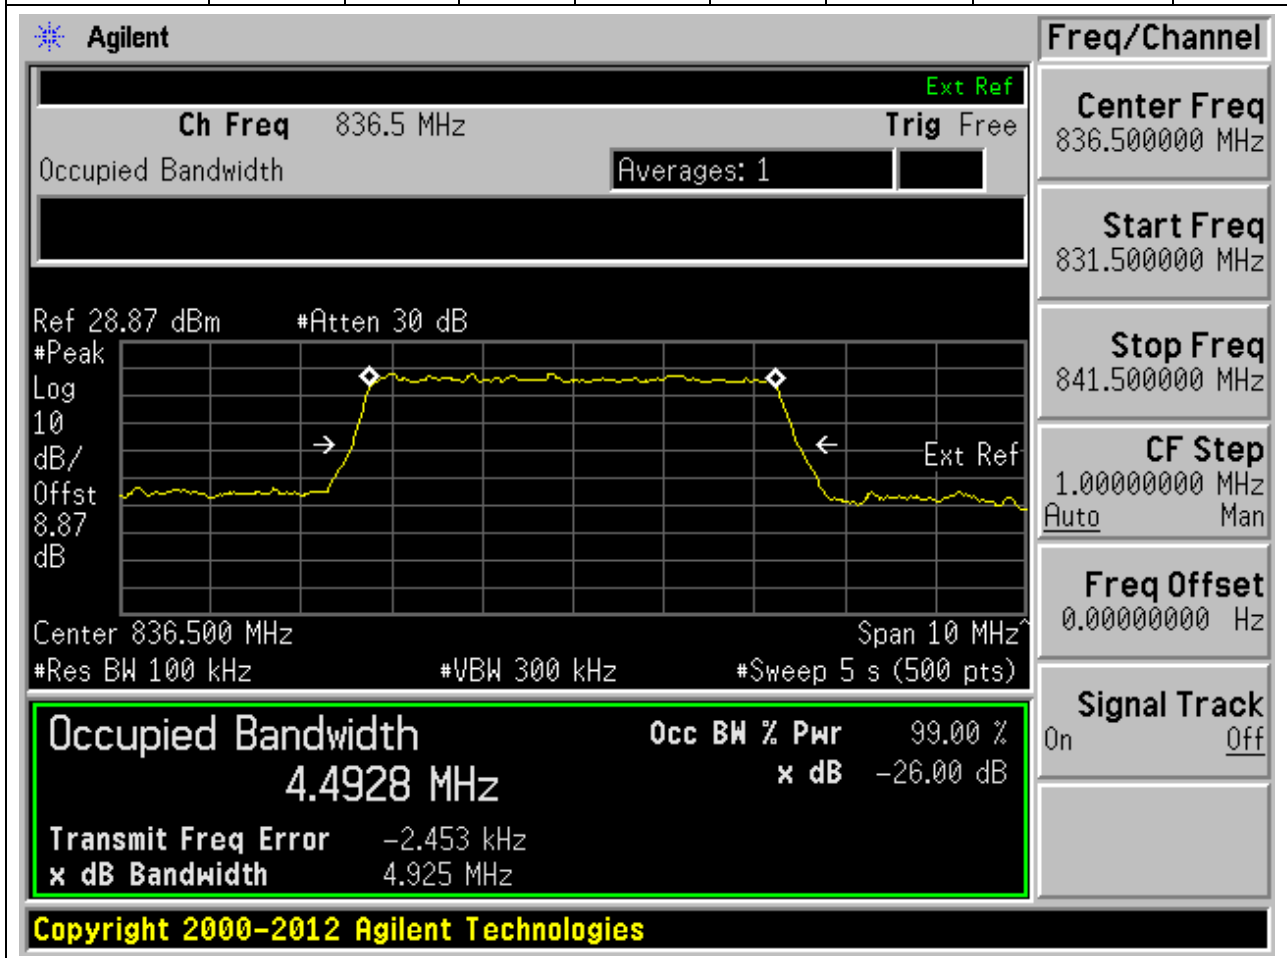 Agilent
Freq/Channel
Ext Ref
Ch Freq 836.5 MHz Trig Free
Occupied Bandwidth Averages: 1
Center Freq
836.500000 MHz
Start Freq
831.500000 MHz
Stop Freq
841.500000 MHz
CF Step
1.00000000 MHz
Auto Man
Freq Offset
0.00000000 Hz
Signal Track
On Off
Ref 28.87 dBm #Atten 30 dB
#Peak
Log
10
dB/
Offst
8.87
dB
Ext Ref
Center 836.500 MHz Span 10 MHz^
#Res BW 100 kHz #VBW 300 kHz #Sweep 5 s (500 pts)
Occupied Bandwidth
4.4928 MHz
Occ BW % Pwr 99.00 %
x dB -26.00 dB
Transmit Freq Error -2.453 kHz
x dB Bandwidth 4.925 MHz
Copyright 2000-2012 Agilent Technologies